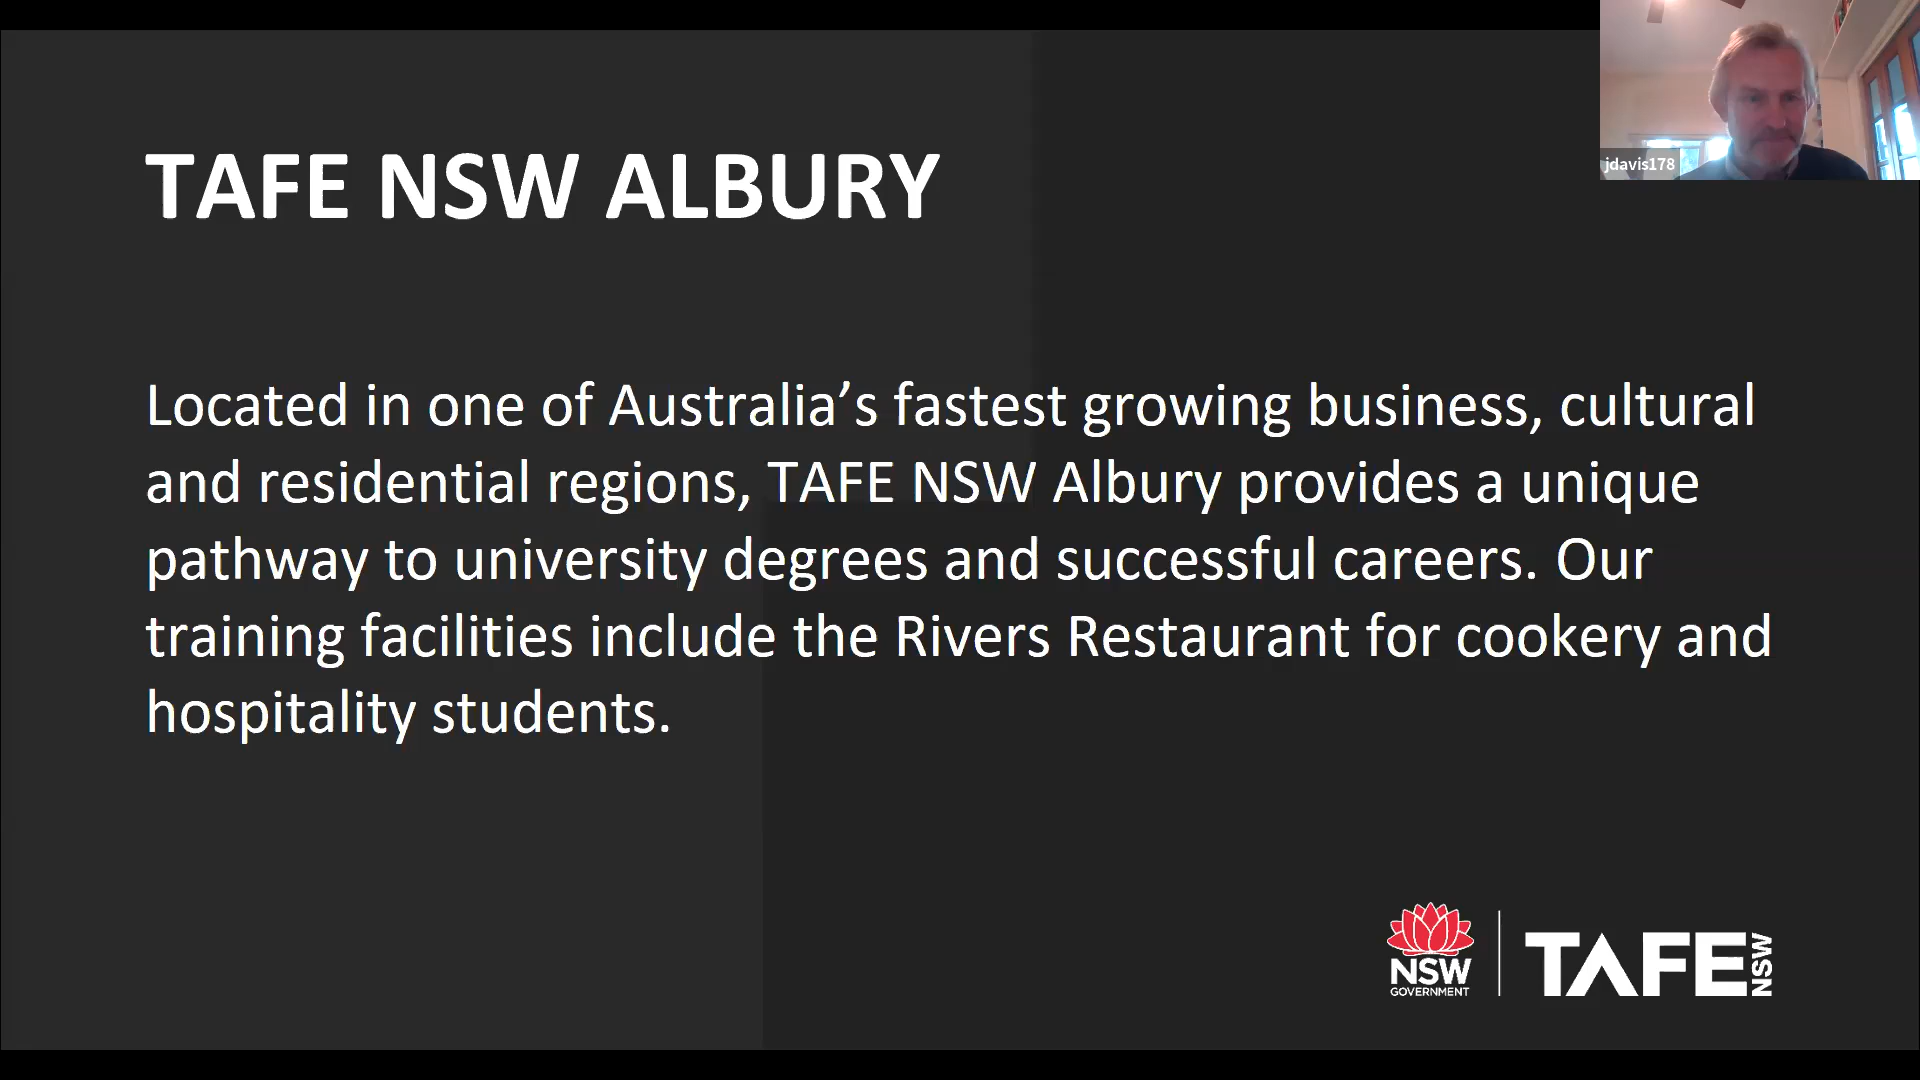 jdavis178
TAFE NSW ALBURY
Located in one of Australia’s fastest growing business, cultural
and residential regions, TAFE NSW Albury provides a unique
pathway to university degrees and successful careers. Our
training facilities include the Rivers Restaurant for cookery and
hospitality students.
NSW
GOVERNMENT
TAFE
NSW